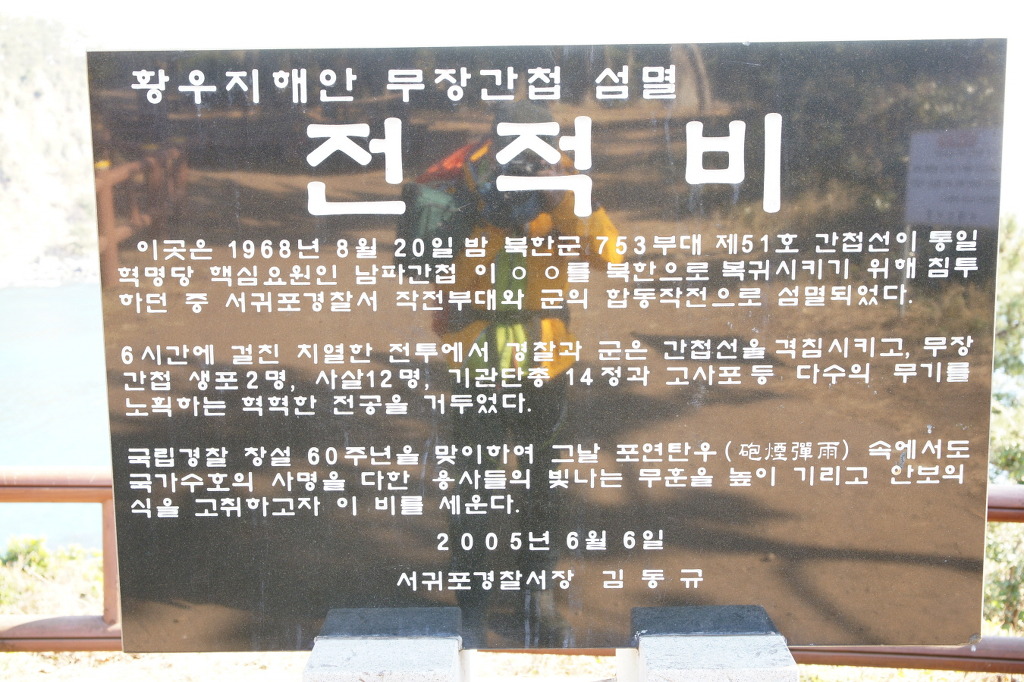 황우지해안 무장간첩 섬멸
전적비
이곳은 1968년 8월 20일 밤 북한군 753부대 제51호 간첩선이 통일
혁명당 핵심요원인 남파간첩 이ㅇㅇ를 북한으로 복귀시키기 위해 침투
하던 중 서귀포경찰서 작전부대와 군의 합동작전으로 섬멸되었다.
6시간에 걸친 치열한 전투에서 경찰과 군은 간첩선을 격침시키고, 무장
간첩 생포2명, 사살12명, 기관단총 14정과 고사포등 다수의 무기를
노획하는 혁혁한 전공을 거두었다.
국립경찰 창설 60주년을 맞이하여 그날 포연탄우(砲煙彈雨) 속에서도
국가수호의 사명을 다한 용사들의 빛나는 무훈을 높이 기리고 안보의
식을 고취하고자 이 비를 세운다.
2005년 6월 6일
서귀포경찰서장 김동규